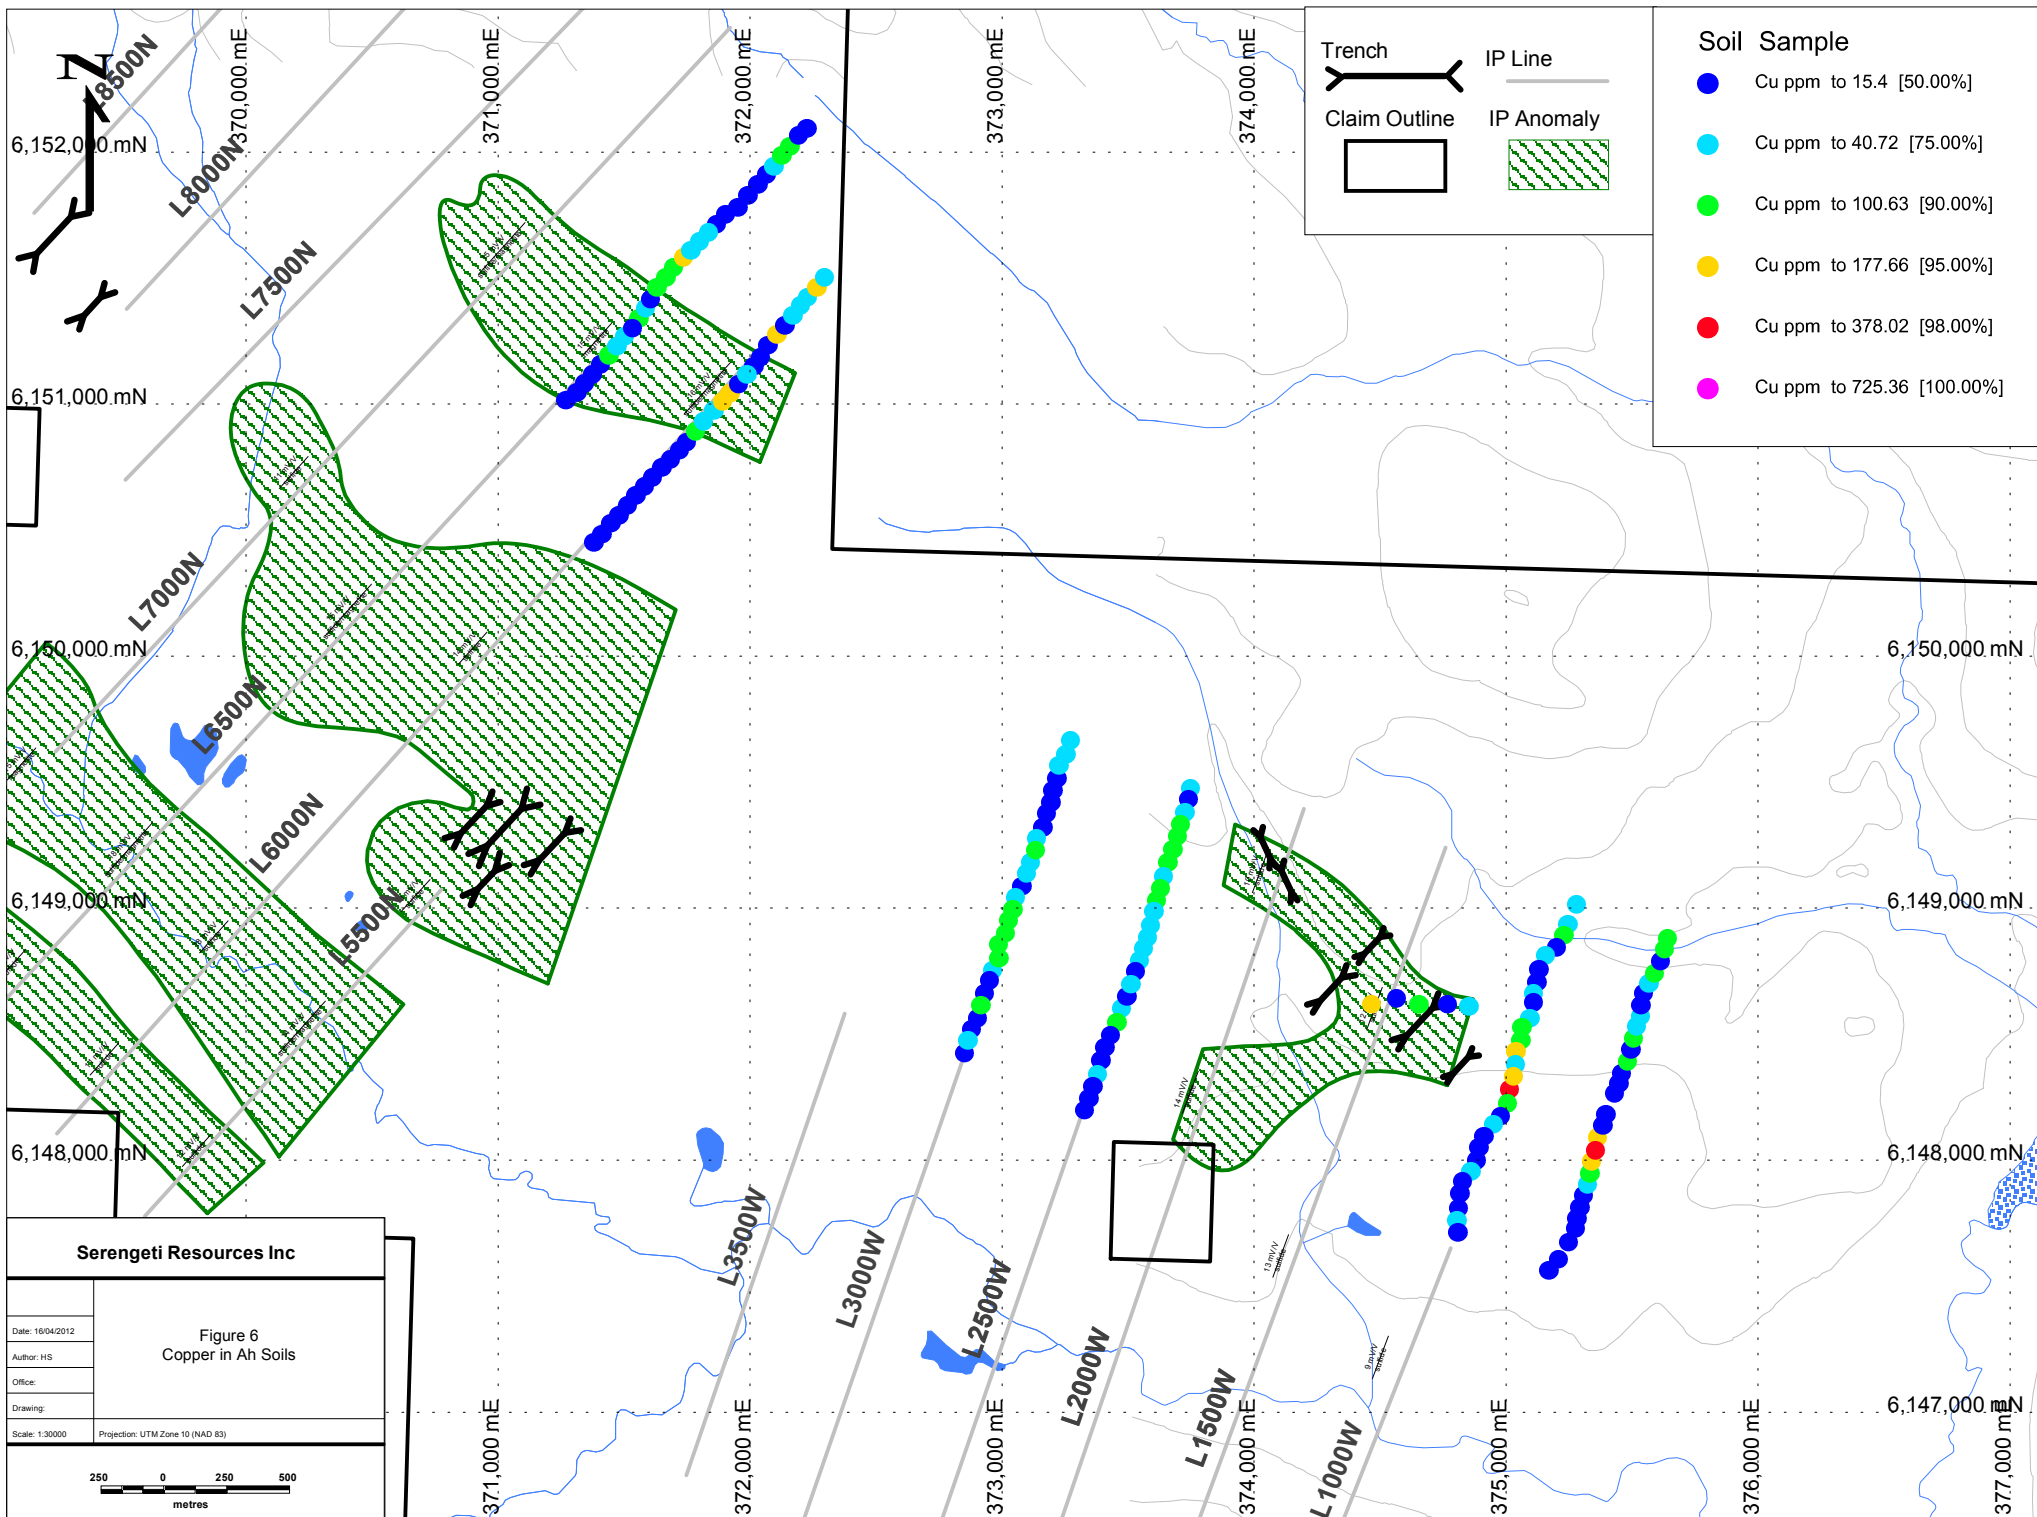 N
L8500N
L8000N
L7500N
L7000N
L6500N
L6000N
L5500N
370,000 mE
371,000 mE
372,000 mE
373,000 mE
374,000 mE
Trench
IP Line
Claim Outline
IP Anomaly
Soil Sample
Cu ppm to 15.4 [50.00%]
Cu ppm to 40.72 [75.00%]
Cu ppm to 100.63 [90.00%]
Cu ppm to 177.66 [95.00%]
Cu ppm to 378.02 [98.00%]
Cu ppm to 725.36 [100.00%]
6,152,000 mN
6,151,000 mN
6,150,000 mN
6,150,000 mN
6,149,000 mN
6,149,000 mN
6,148,000 mN
6,148,000 mN
6,147,000 mN
14 mV/V
13 mV/V
sulfide
9 mV/V
sulfide
L3500W
L3000W
L2500W
L2000W
L1500W
L1000W
371,000 mE
372,000 mE
373,000 mE
374,000 mE
375,000 mE
376,000 mE
377,000 mE
Serengeti Resources Inc
Date: 16/04/2012
Author: HS
Office:
Drawing:
Scale: 1:30000
Figure 6
Copper in Ah Soils
Projection: UTM Zone 10 (NAD 83)
250 0 250 500
metres